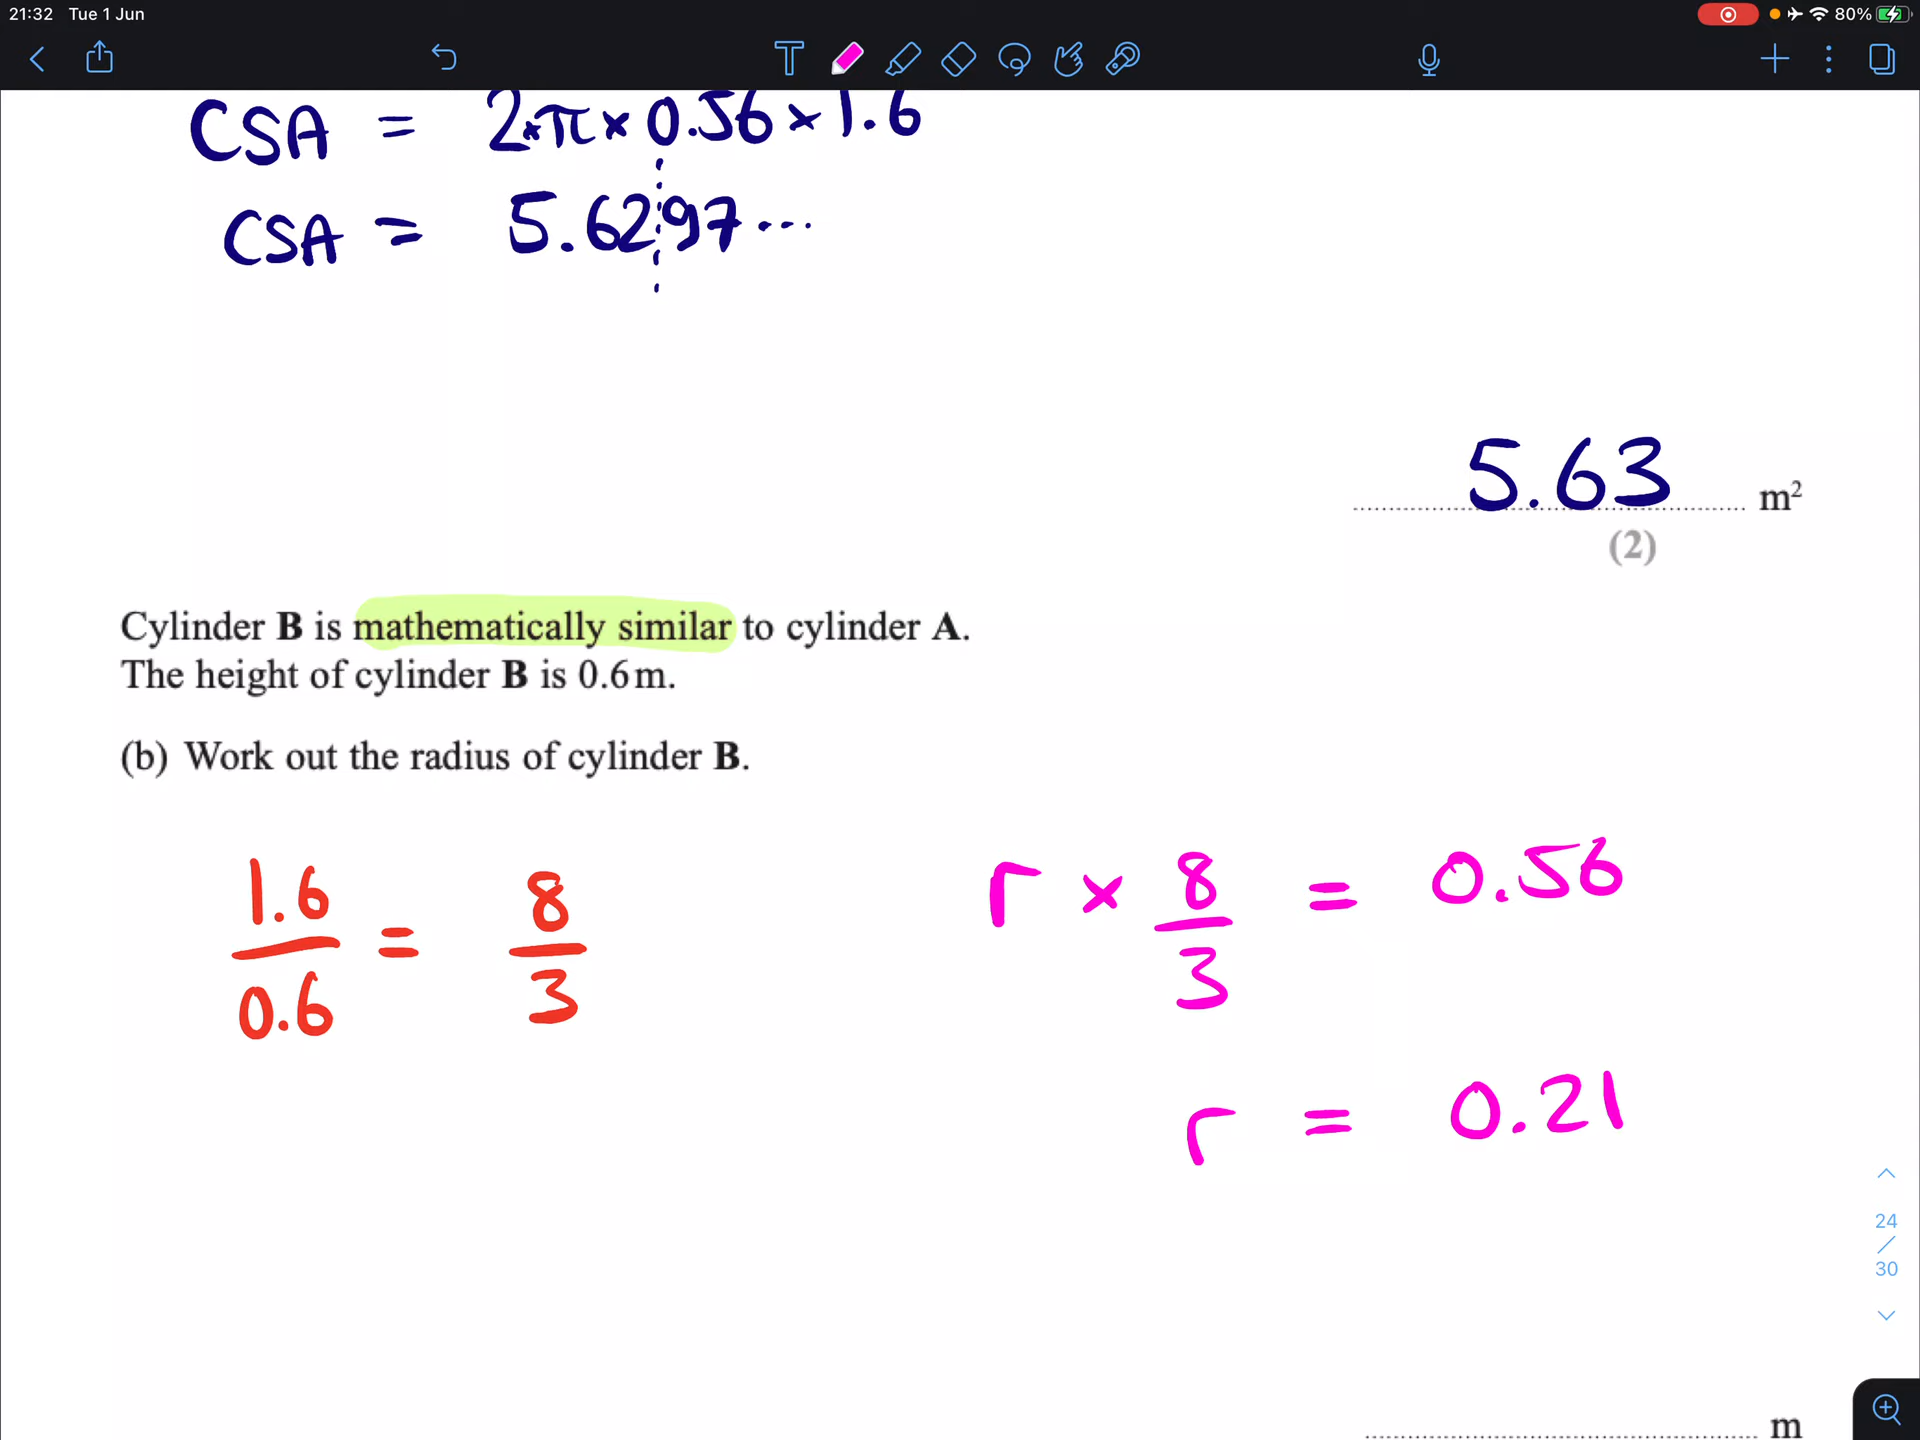 21:32 Tue 1 Jun
80%
T
CSA = 2×π×0.56×1.6
CSA = 5.6297...
5.63 m²
(2)
Cylinder B is mathematically similar to cylinder A.
The height of cylinder B is 0.6 m.
(b) Work out the radius of cylinder B.
1.6/0.6 = 8/3
r × 8/3 = 0.56
r = 0.21
24 / 30
m